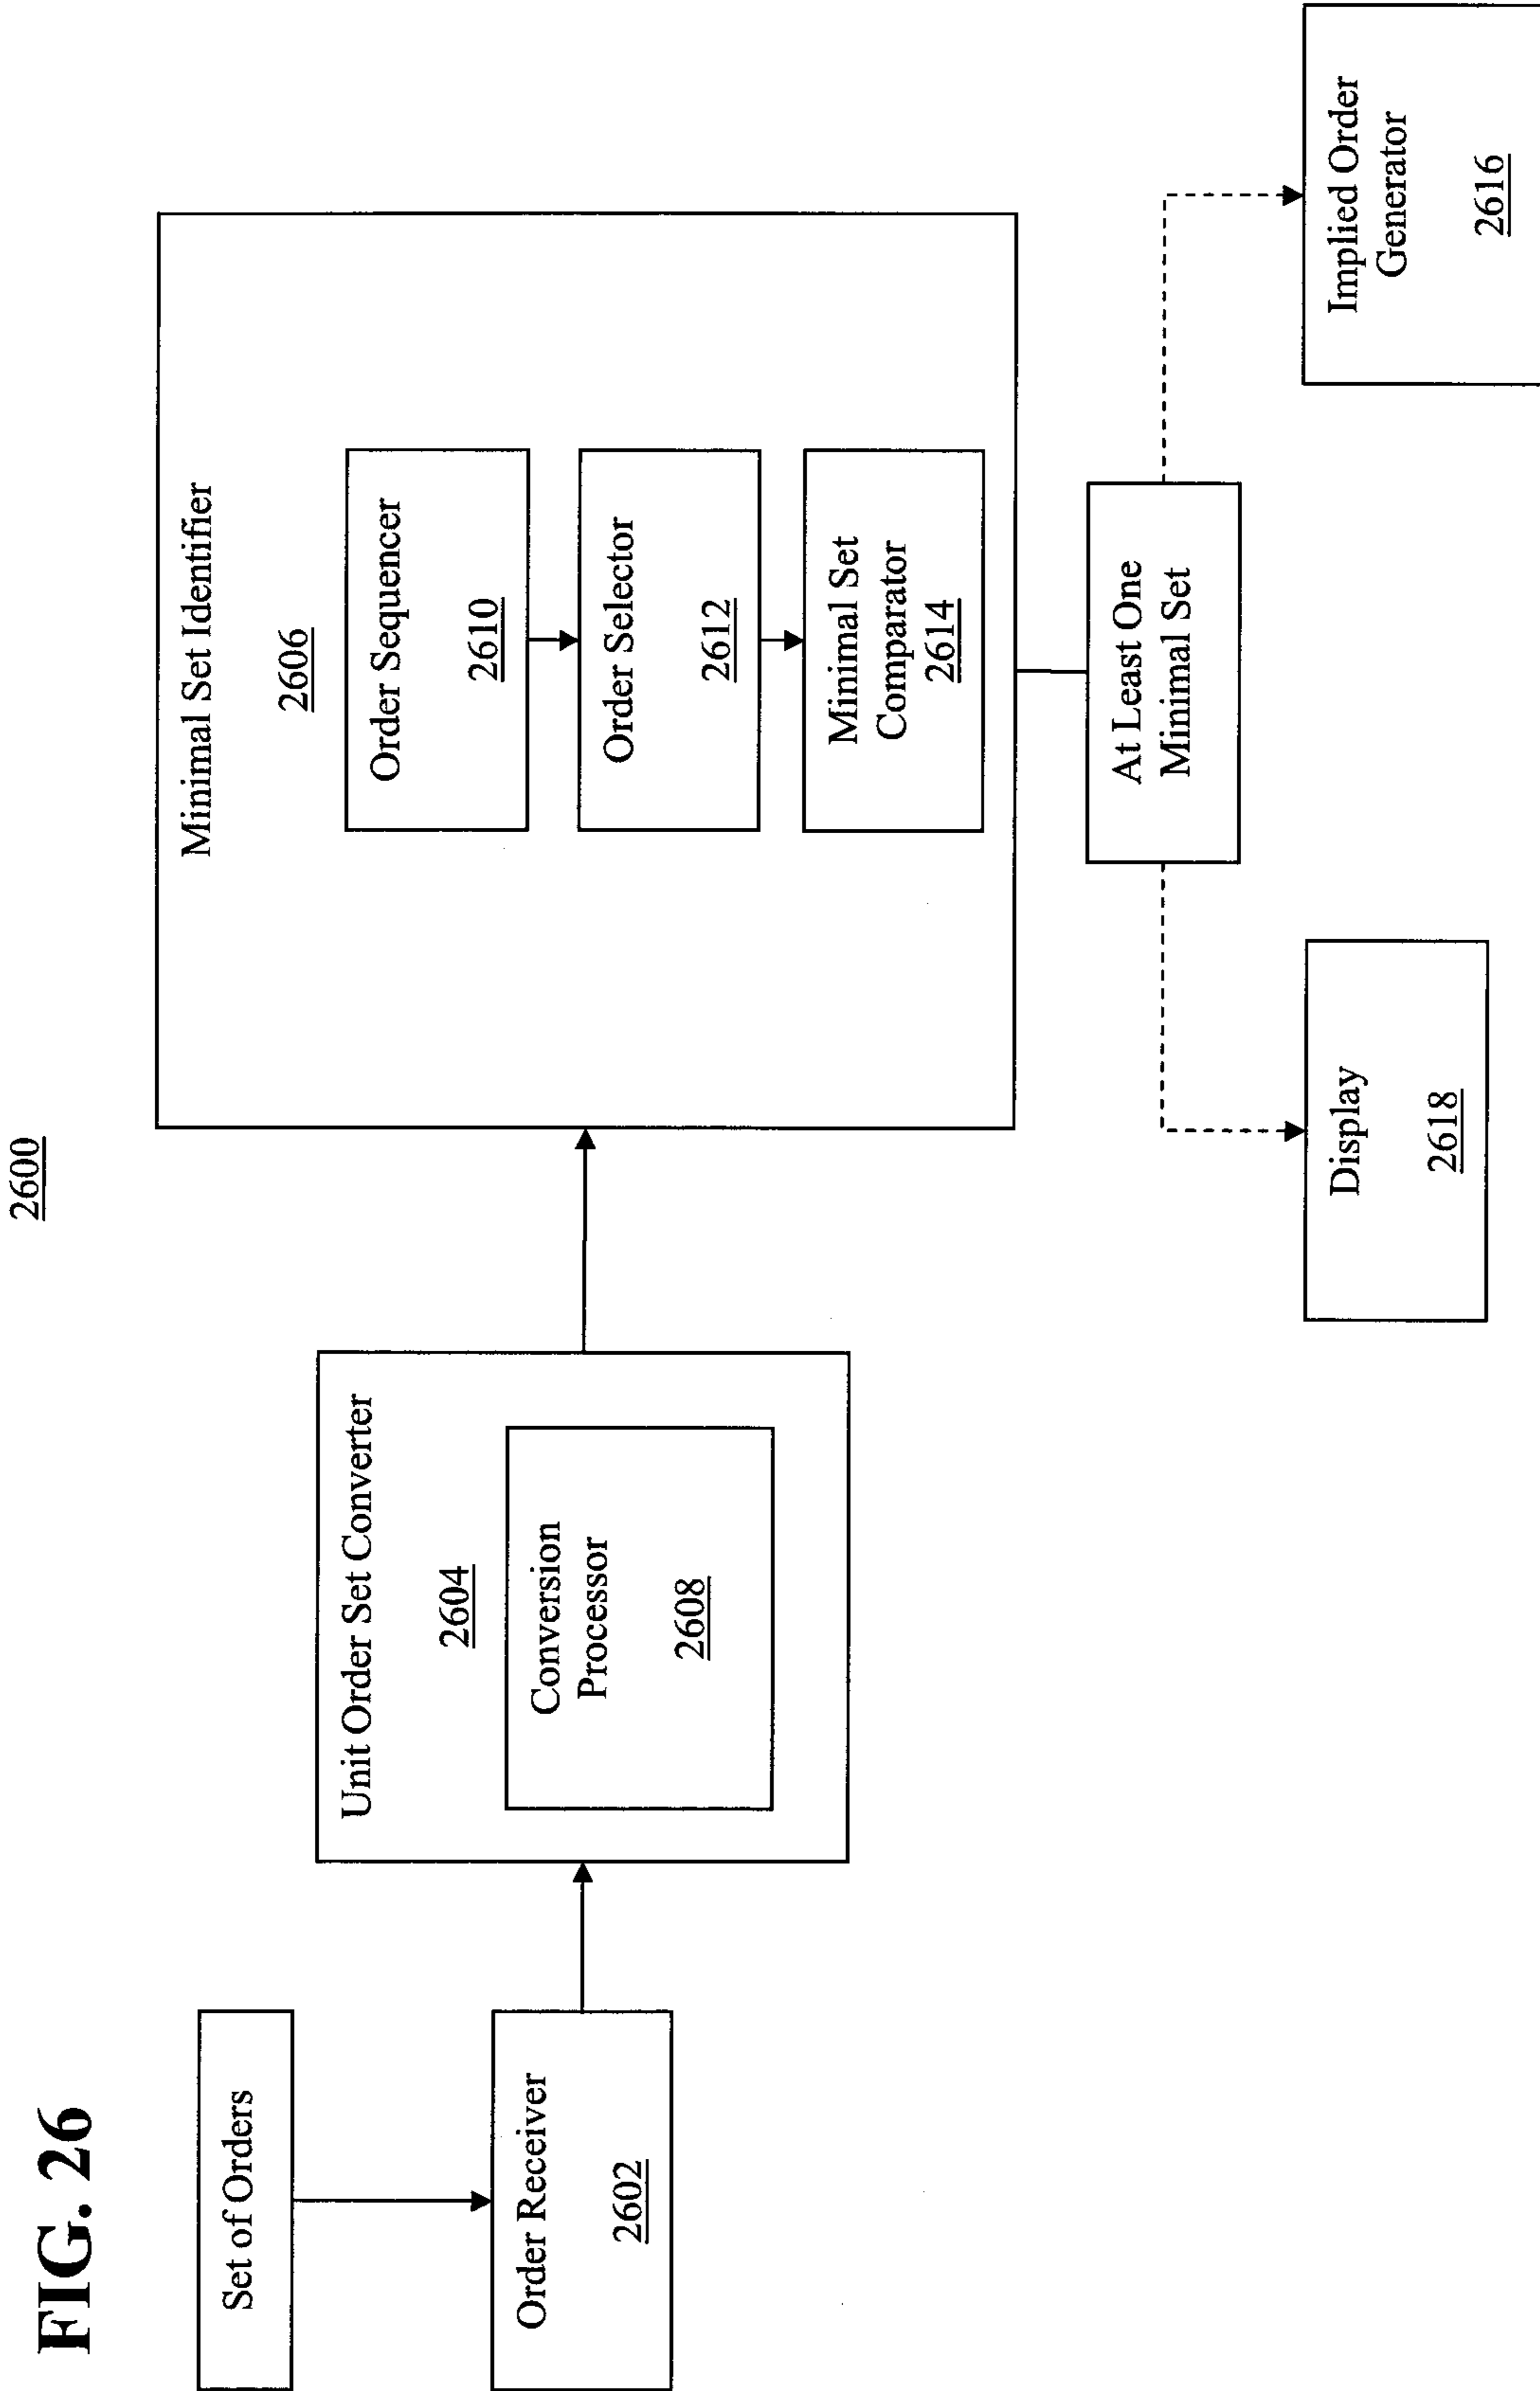 FIG. 26
2600
Set of Orders
Order Receiver
2602
Unit Order Set Converter
2604
Conversion
Processor
2608
Minimal Set Identifier
2606
Order Sequencer
2610
Order Selector
2612
Minimal Set
Comparator
2614
At Least One
Minimal Set
Display
2618
Implied Order
Generator
2616